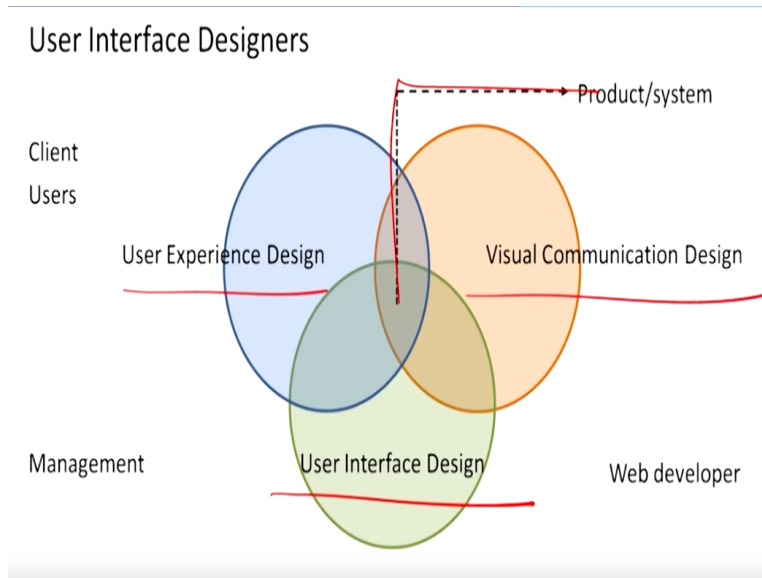 User Interface Designers
Product/system
Client
Users
User Experience Design
Visual Communication Design
Management
User Interface Design
Web developer